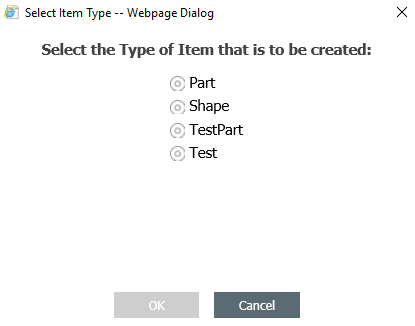 Select Item Type -- Webpage Dialog
Select the Type of Item that is to be created:
Part
Shape
TestPart
Test
OK
Cancel